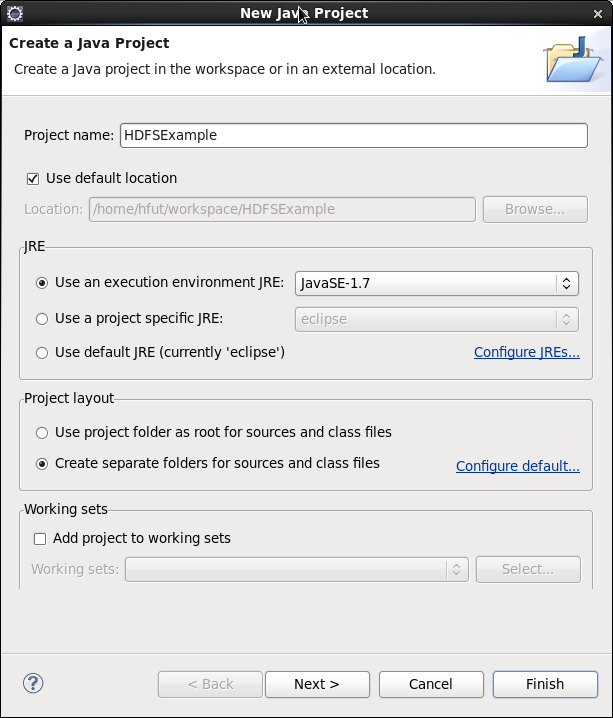 New Java Project
Create a Java Project
Create a Java project in the workspace or in an external location.
Project name: HDFSExample
Use default location
Location: /home/hfut/workspace/HDFSExample Browse...
JRE
Use an execution environment JRE: JavaSE-1.7
Use a project specific JRE: eclipse
Use default JRE (currently 'eclipse') Configure JREs...
Project layout
Use project folder as root for sources and class files
Create separate folders for sources and class files Configure default...
Working sets
Add project to working sets
Working sets: Select...
? < Back Next > Cancel Finish